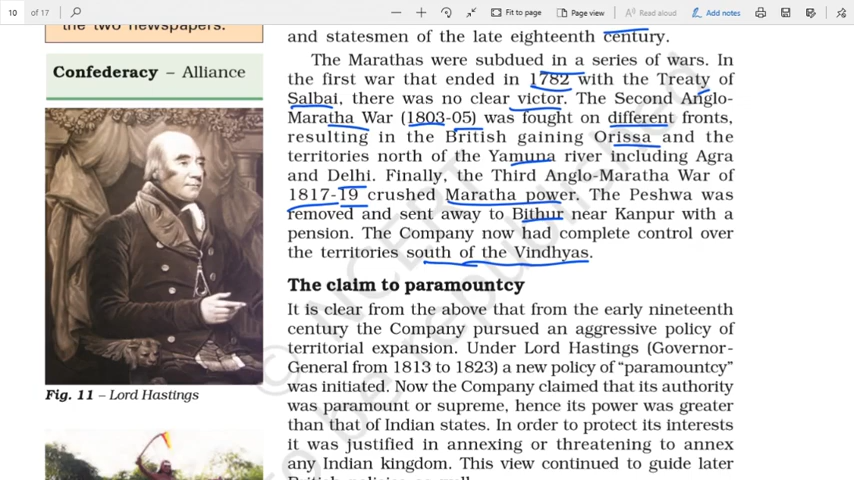 10
of 17
Fit to page
Page view
Read aloud
Add notes
the two newspapers.
Confederacy – Alliance
Fig. 11 – Lord Hastings
and statesmen of the late eighteenth century.
The Marathas were subdued in a series of wars. In
the first war that ended in 1782 with the Treaty of
Salbai, there was no clear victor. The Second Anglo-
Maratha War (1803-05) was fought on different fronts,
resulting in the British gaining Orissa and the
territories north of the Yamuna river including Agra
and Delhi. Finally, the Third Anglo-Maratha War of
1817-19 crushed Maratha power. The Peshwa was
removed and sent away to Bithur near Kanpur with a
pension. The Company now had complete control over
the territories south of the Vindhyas.
The claim to paramountcy
It is clear from the above that from the early nineteenth
century the Company pursued an aggressive policy of
territorial expansion. Under Lord Hastings (Governor-
General from 1813 to 1823) a new policy of “paramountcy”
was initiated. Now the Company claimed that its authority
was paramount or supreme, hence its power was greater
than that of Indian states. In order to protect its interests
it was justified in annexing or threatening to annex
any Indian kingdom. This view continued to guide later
British policies as well.
© NCERT
to be republished